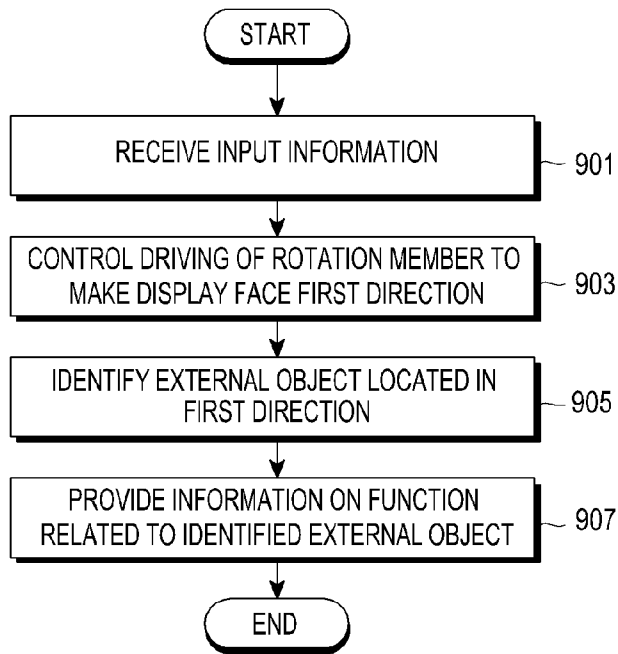 START
RECEIVE INPUT INFORMATION
901
CONTROL DRIVING OF ROTATION MEMBER TO
MAKE DISPLAY FACE FIRST DIRECTION
903
IDENTIFY EXTERNAL OBJECT LOCATED IN
FIRST DIRECTION
905
PROVIDE INFORMATION ON FUNCTION
RELATED TO IDENTIFIED EXTERNAL OBJECT
907
END